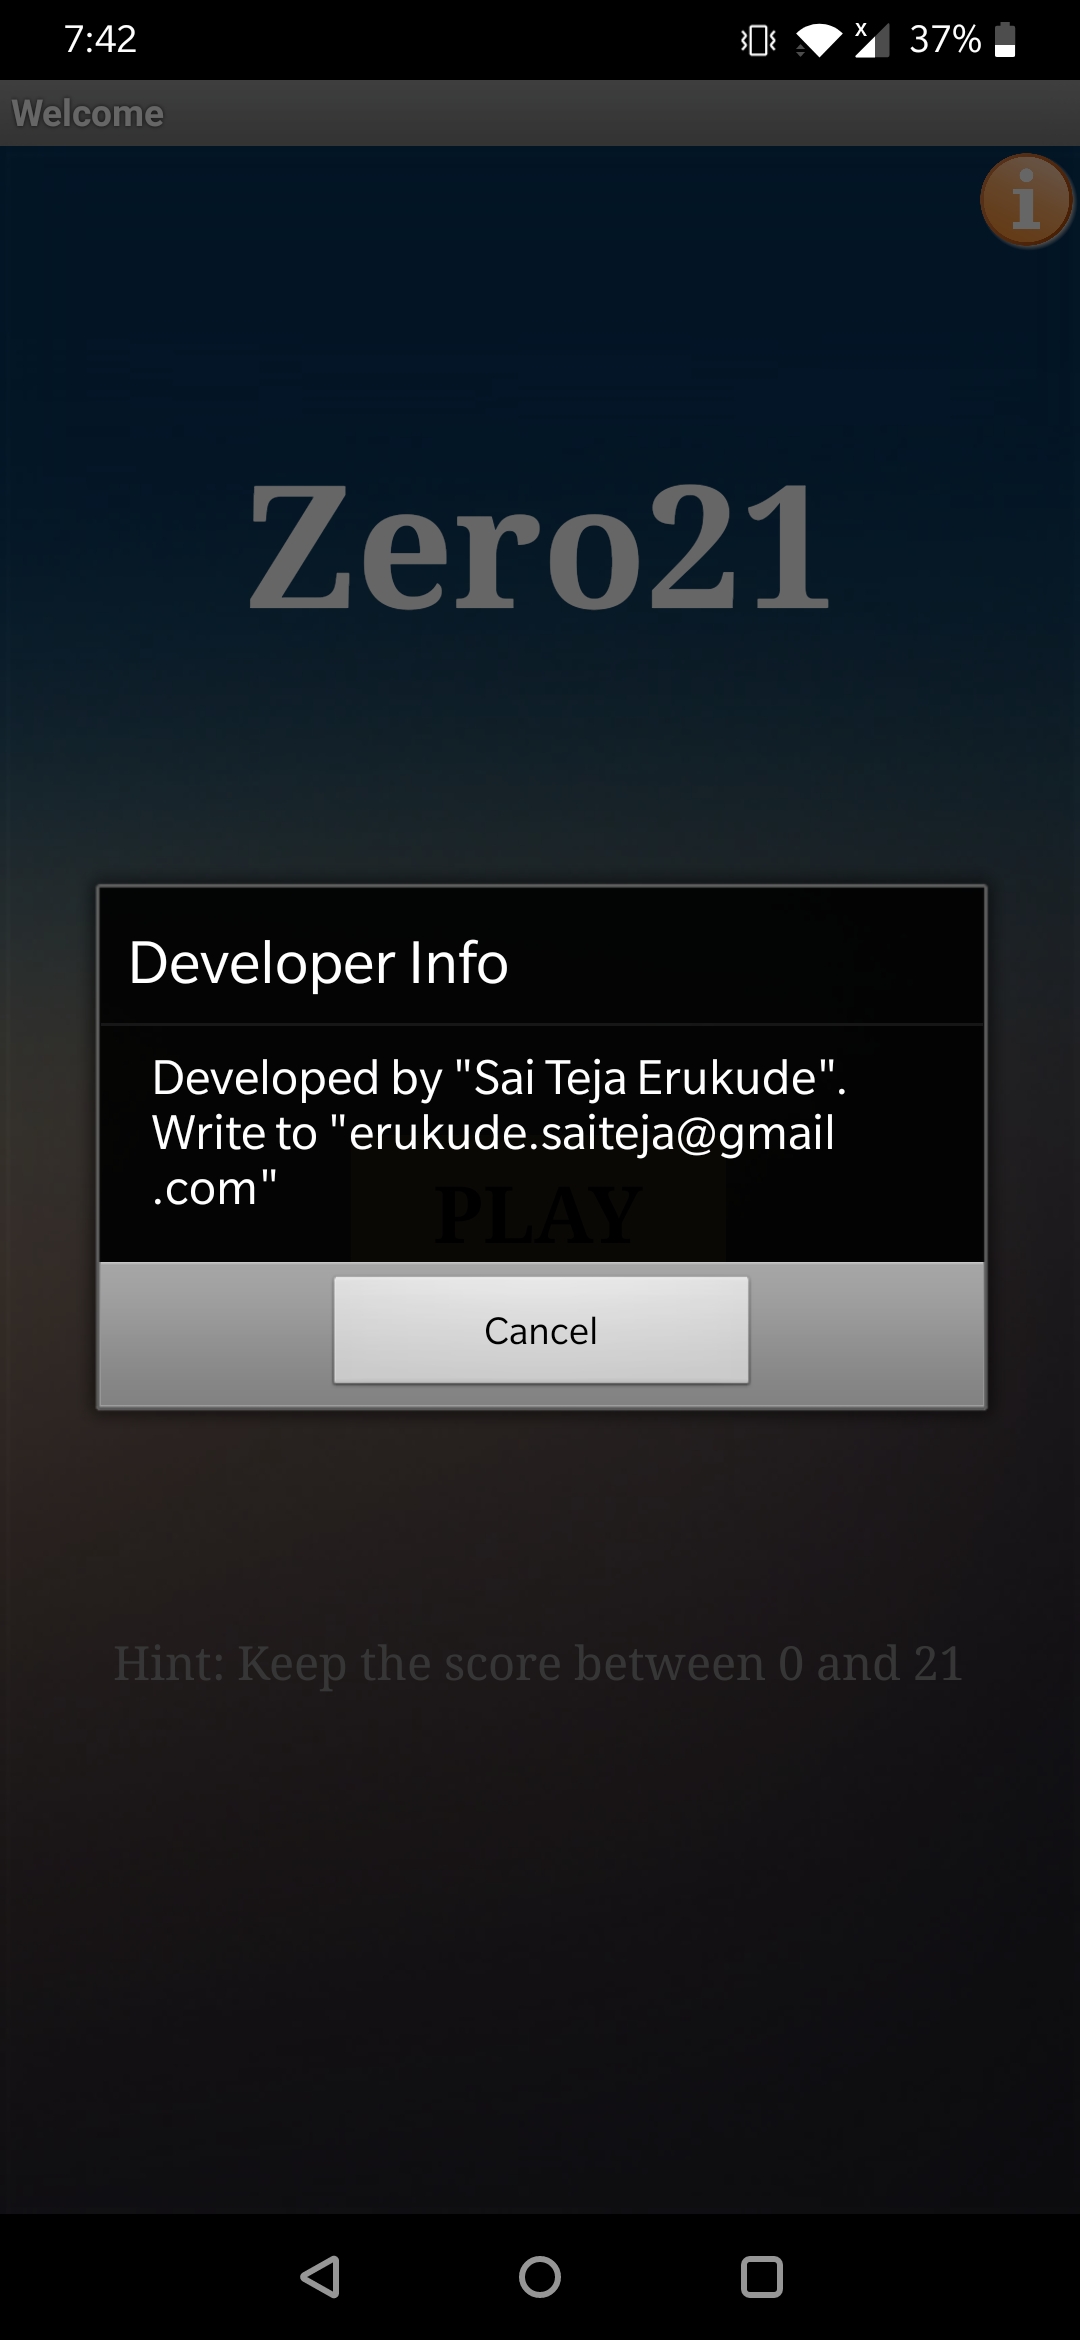 7:42
x
37%
Welcome
i
Zero21
Developer Info
Developed by "Sai Teja Erukude".
Write to "erukude.saiteja@gmail
.com"
PLAY
Cancel
Hint: Keep the score between 0 and 21